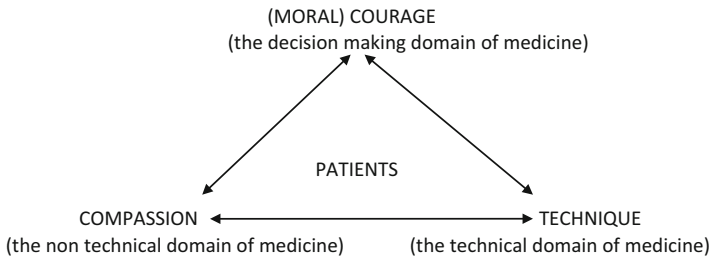 (MORAL) COURAGE
(the decision making domain of medicine)
PATIENTS
COMPASSION TECHNIQUE
(the non technical domain of medicine) (the technical domain of medicine)